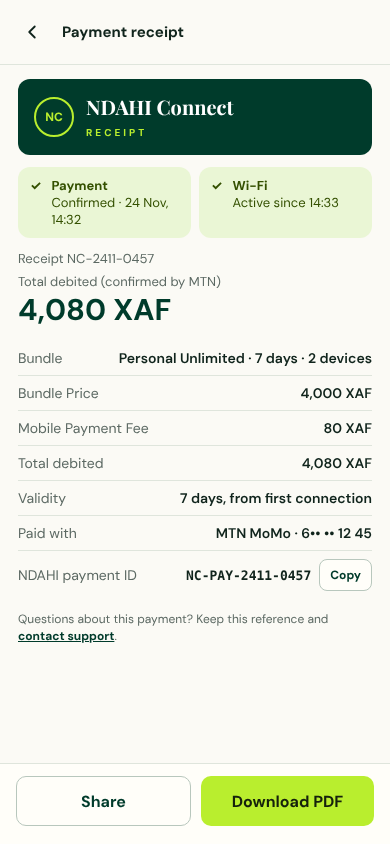 Payment receipt
NC
NDAHI Connect
RECEIPT
✓ Payment
Confirmed · 24 Nov,
14:32
✓ Wi-Fi
Active since 14:33
Receipt NC-2411-0457
Total debited (confirmed by MTN)
4,080 XAF
Bundle Personal Unlimited · 7 days · 2 devices
Bundle Price 4,000 XAF
Mobile Payment Fee 80 XAF
Total debited 4,080 XAF
Validity 7 days, from first connection
Paid with MTN MoMo · 6•• •• 12 45
NDAHI payment ID NC-PAY-2411-0457 Copy
Questions about this payment? Keep this reference and
contact support.
Share Download PDF